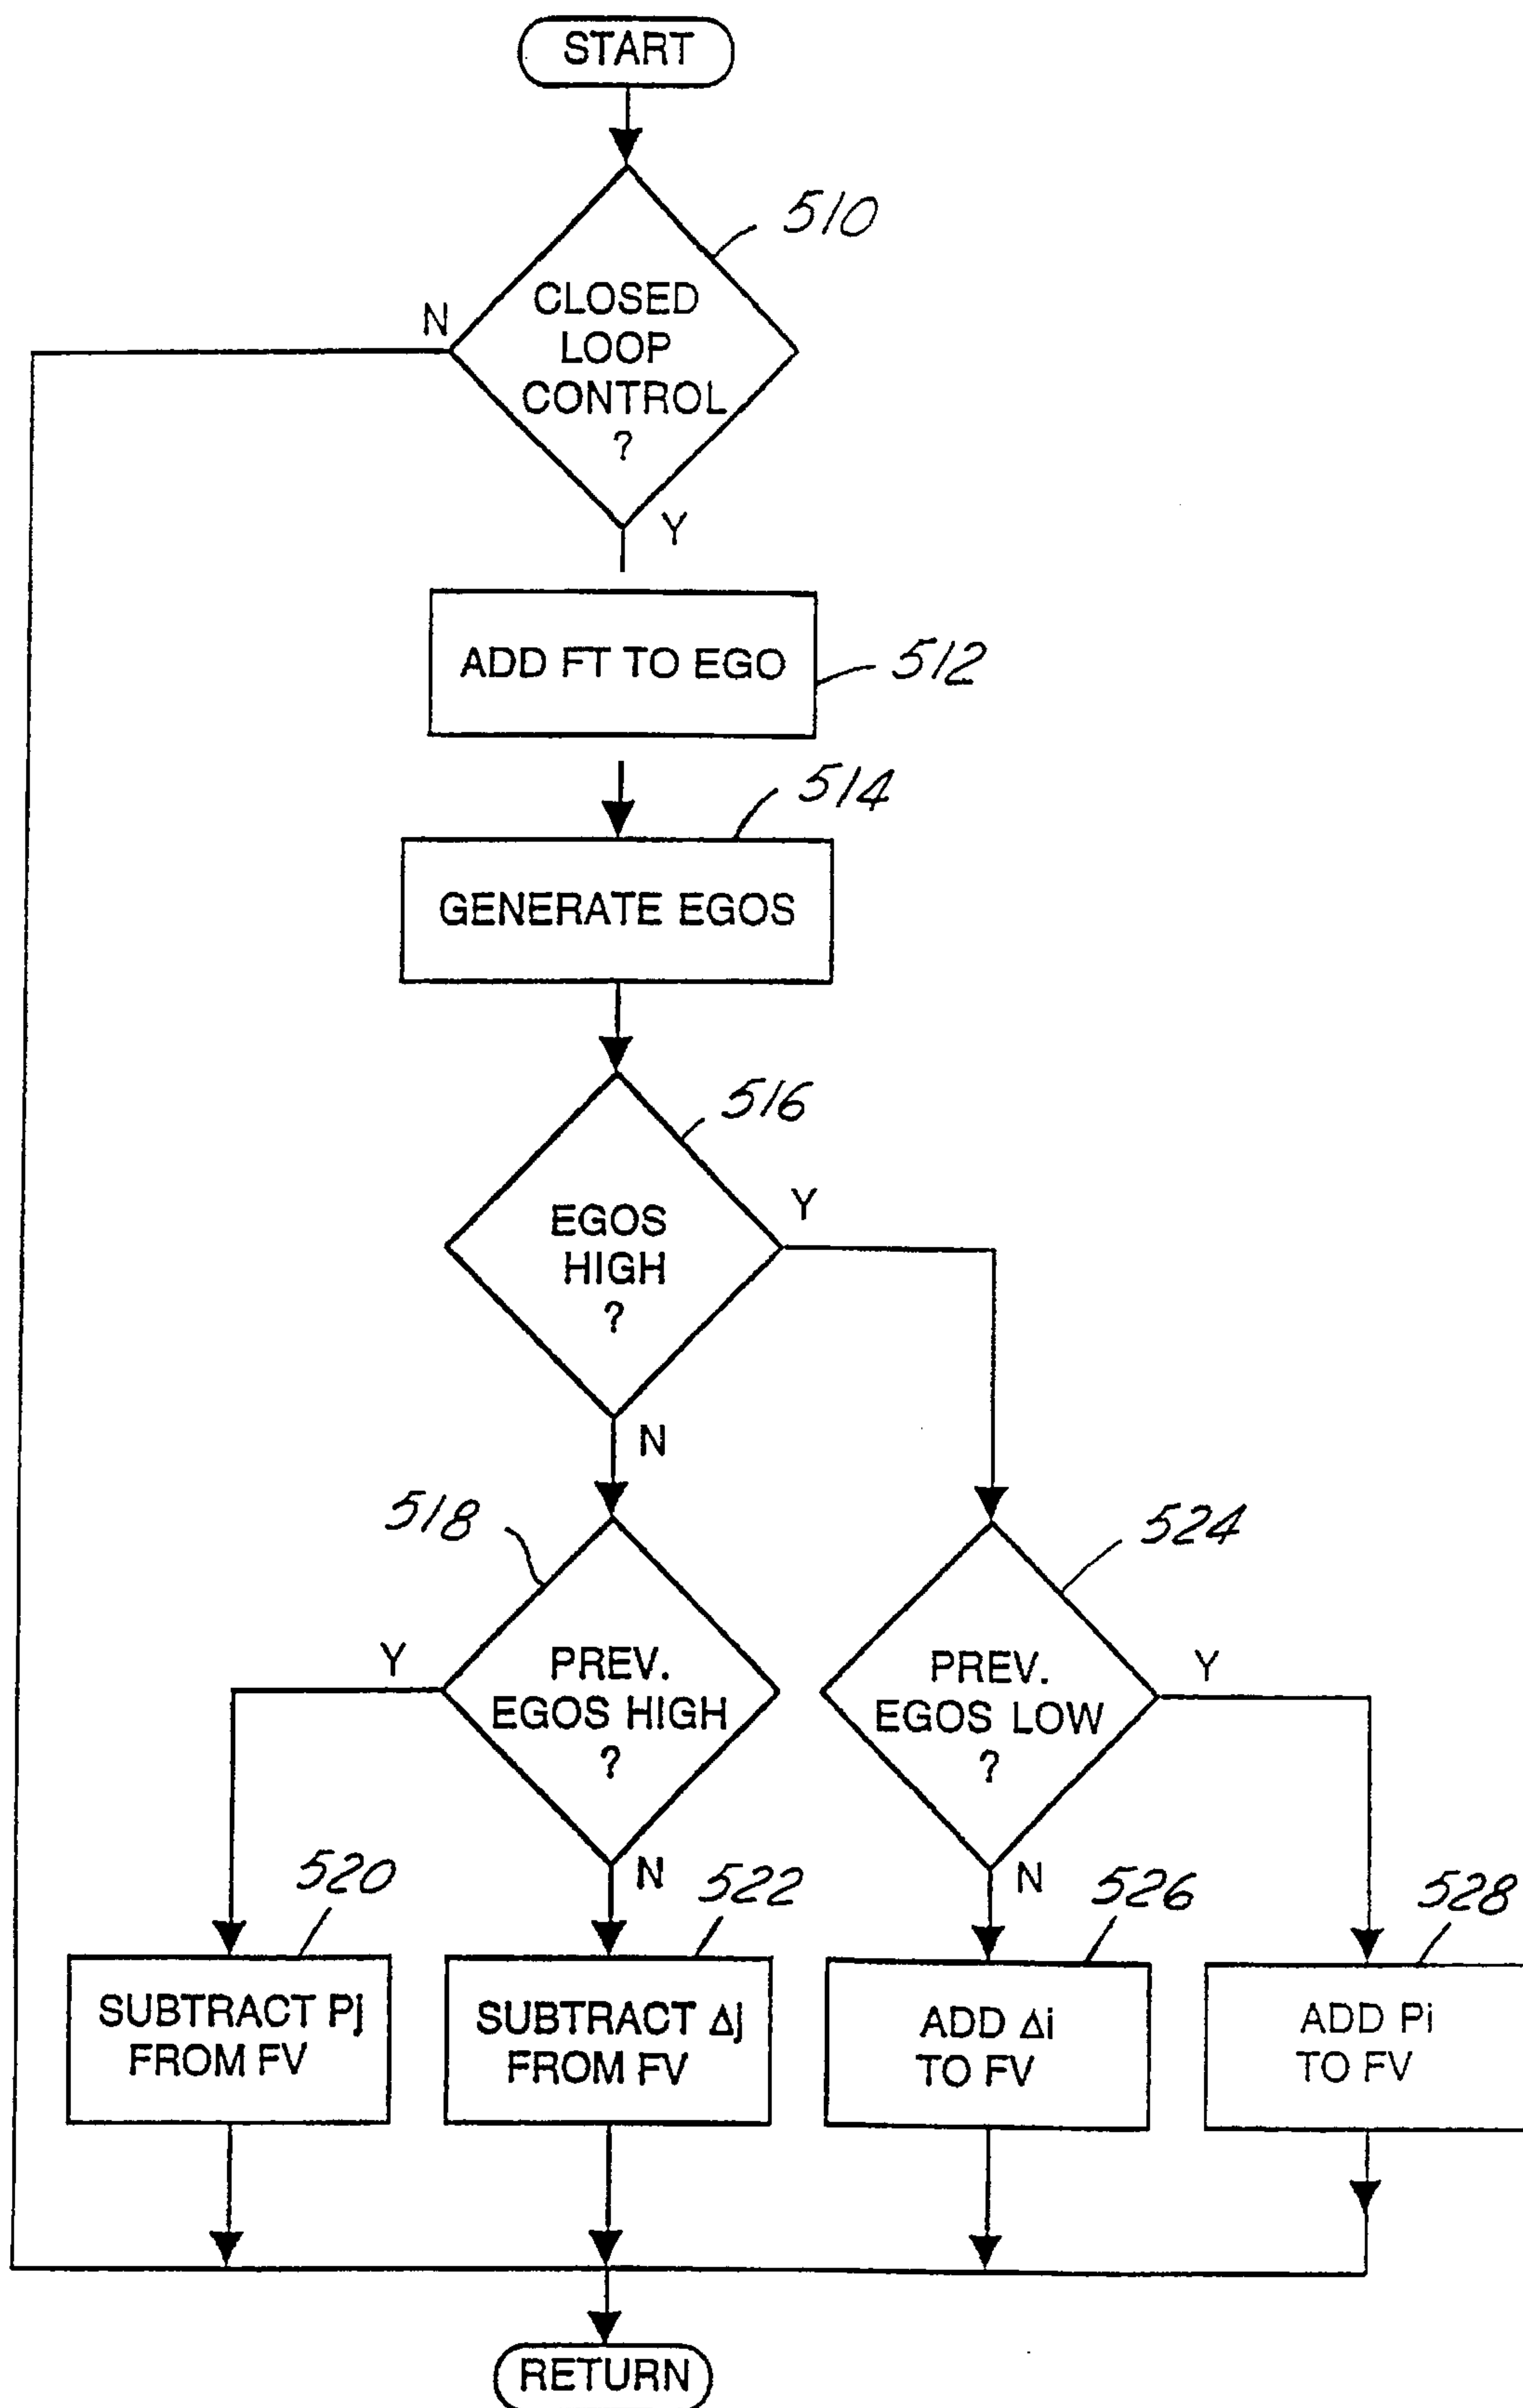 START
510
N
CLOSED
LOOP
CONTROL
?
Y
ADD FT TO EGO
512
514
GENERATE EGOS
516
Y
EGOS
HIGH
?
N
518
524
Y
PREV.
EGOS HIGH
?
PREV.
EGOS LOW
?
Y
520
N
522
N
526
528
SUBTRACT Pj
FROM FV
SUBTRACT Δj
FROM FV
ADD Δi
TO FV
ADD Pi
TO FV
RETURN